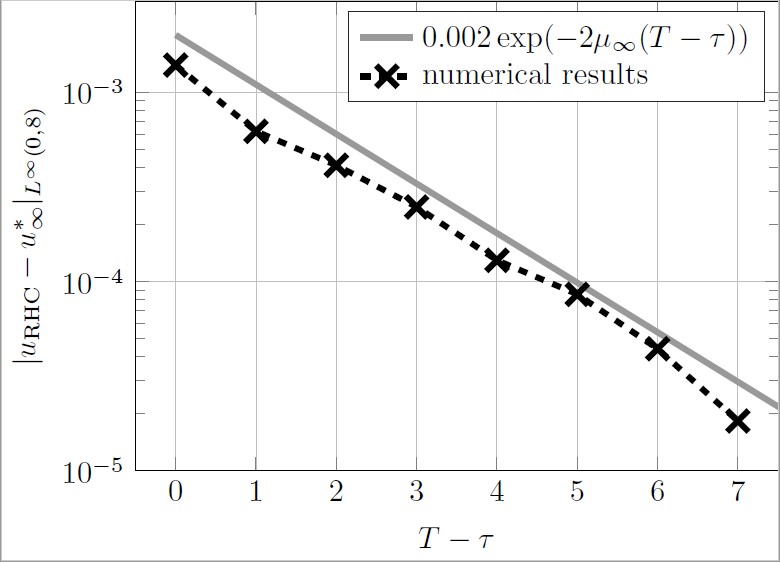 0.002 exp(−2μ∞(T − τ))
numerical results
|u_RHC − u*_∞|_{L^∞(0,8)}
10⁻³
10⁻⁴
10⁻⁵
0 1 2 3 4 5 6 7
T − τ